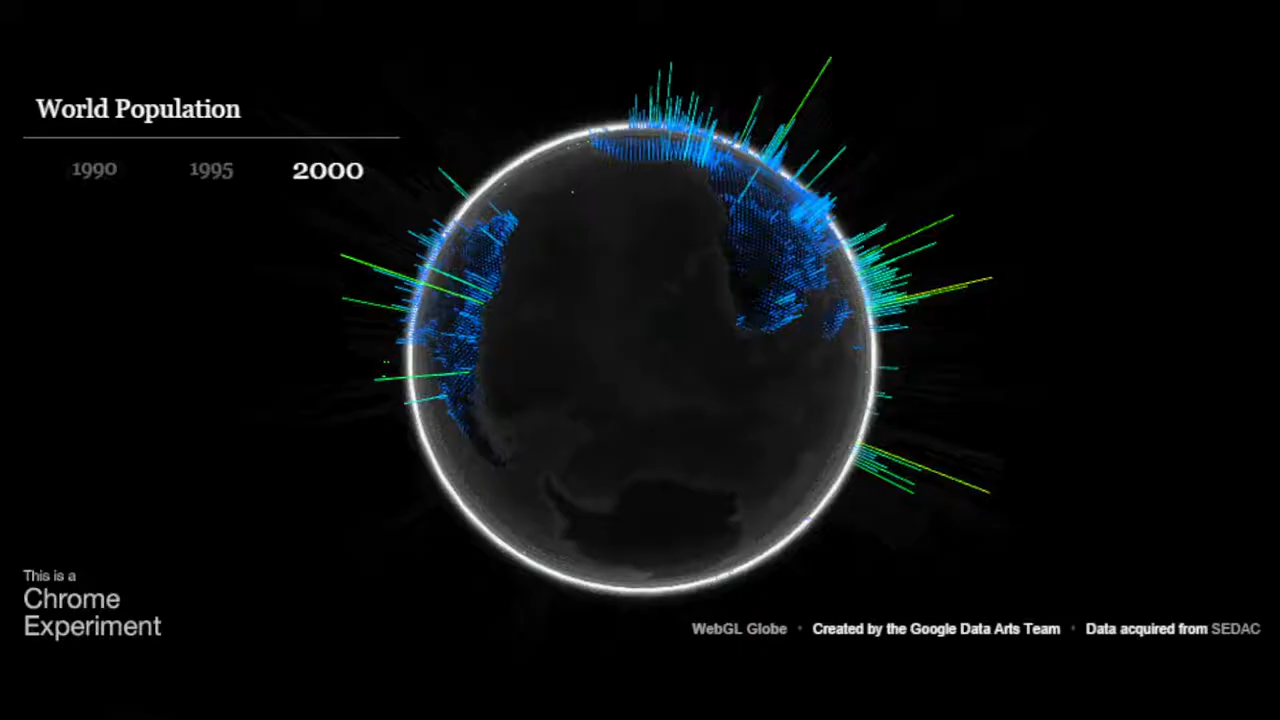 World Population
1990 1995 2000
This is a
Chrome
Experiment
WebGL Globe • Created by the Google Data Arts Team • Data acquired from SEDAC